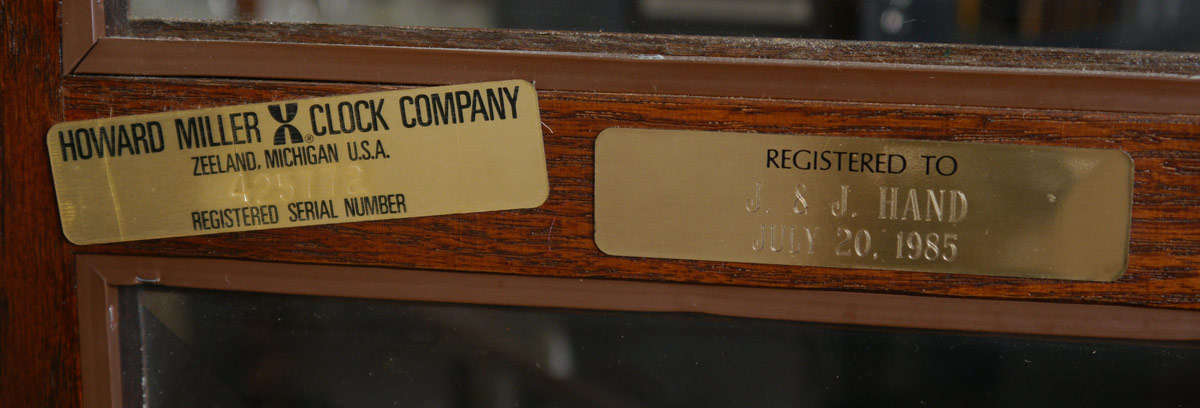 HOWARD MILLER CLOCK COMPANY
ZEELAND, MICHIGAN U.S.A.
REGISTERED SERIAL NUMBER
REGISTERED TO
J. & J. HAND
JULY 20, 1985